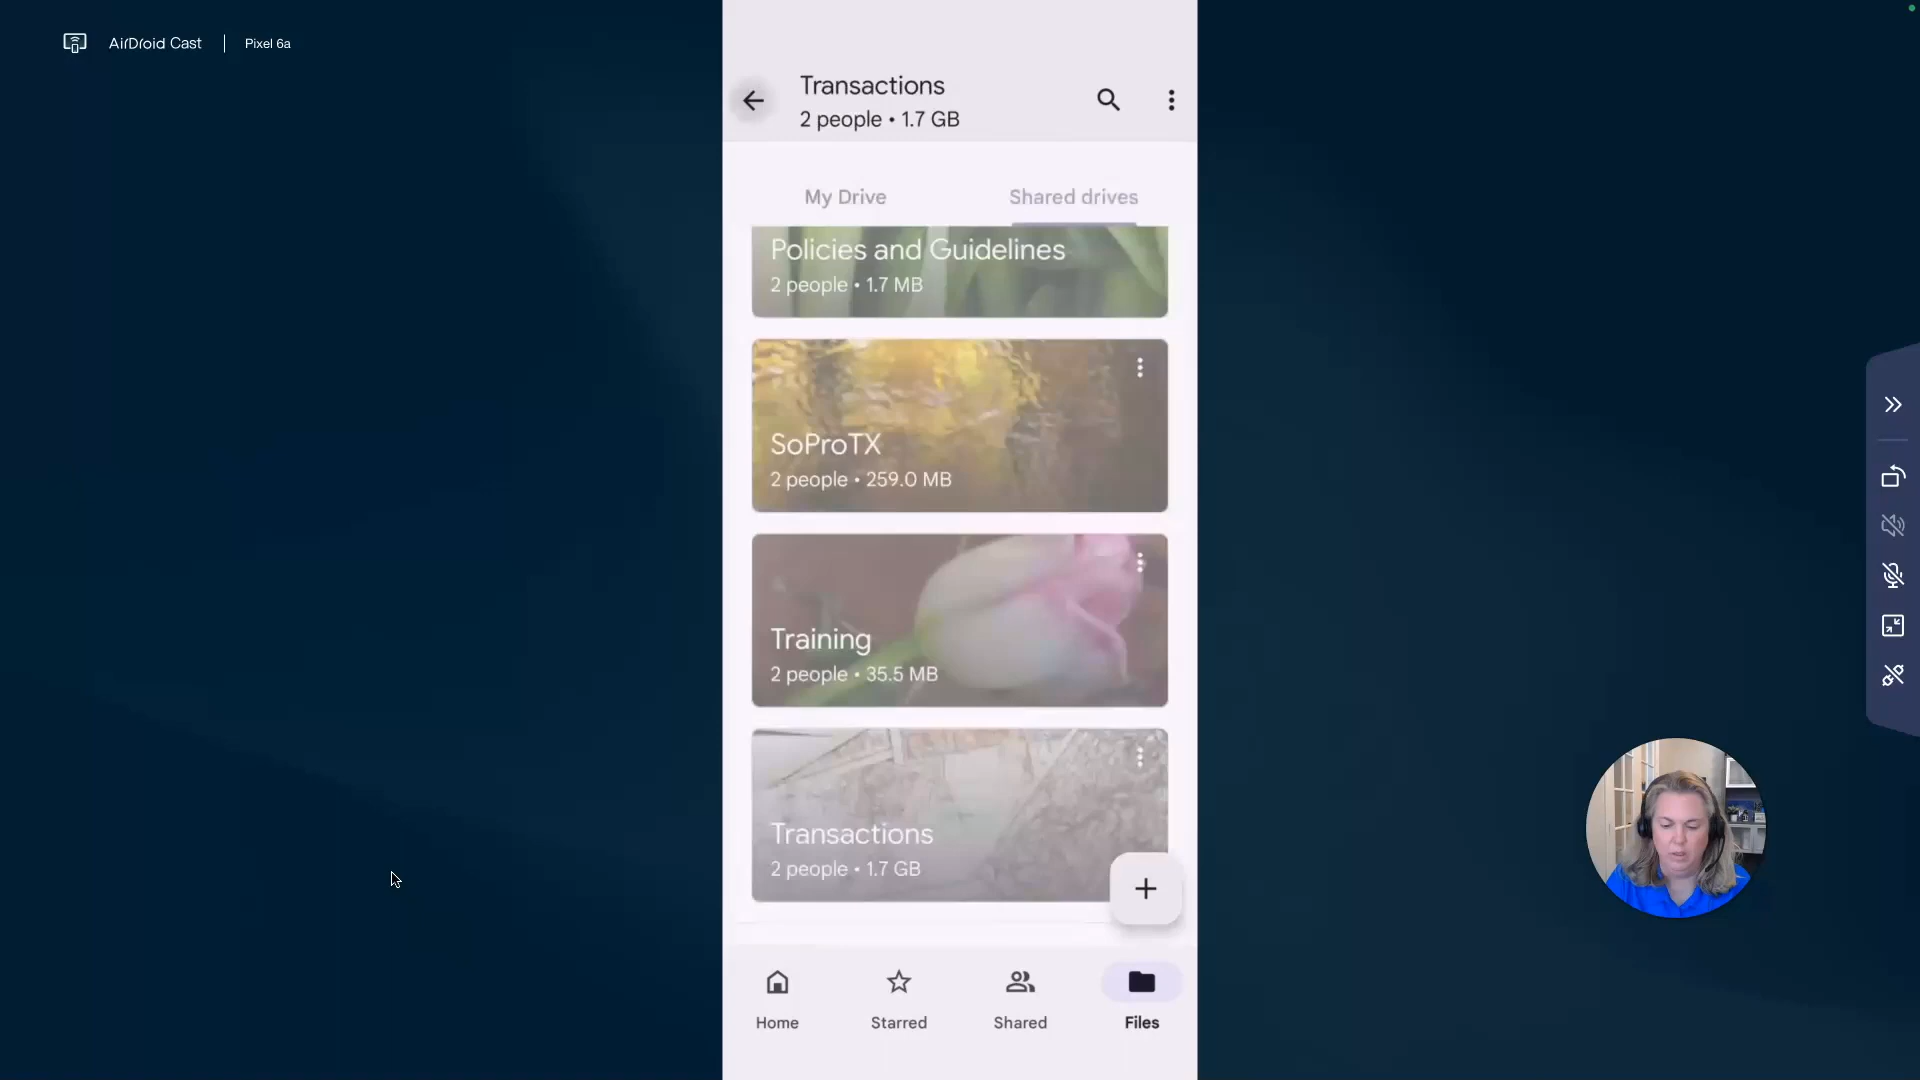 AirDroid Cast
Pixel 6a
Transactions
2 people • 1.7 GB
My Drive
Shared drives
Policies and Guidelines
2 people • 1.7 MB
SoProTX
2 people • 259.0 MB
Training
2 people • 35.5 MB
Transactions
2 people • 1.7 GB
Home
Starred
Shared
Files